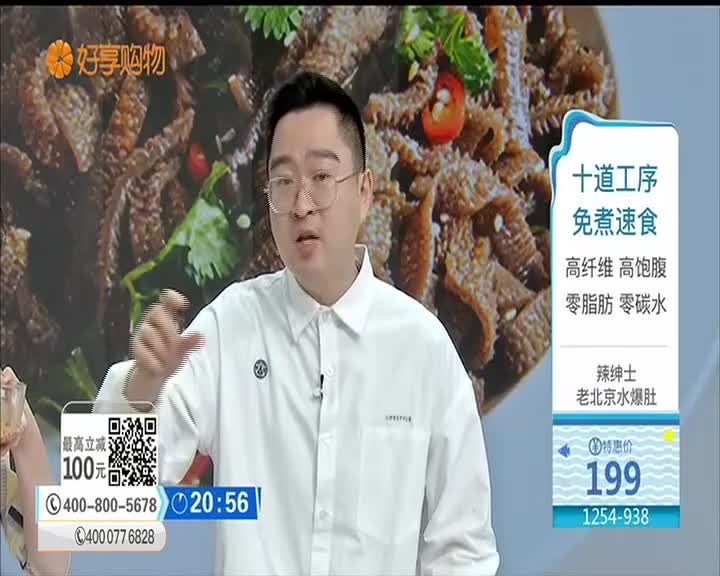 好享购物
十道工序
免煮速食
高纤维 高饱腹
零脂肪 零碳水
辣绅士
老北京水爆肚
特惠价
199
1254-938
最高立减
100元
400-800-5678
20:56
400 077 6828